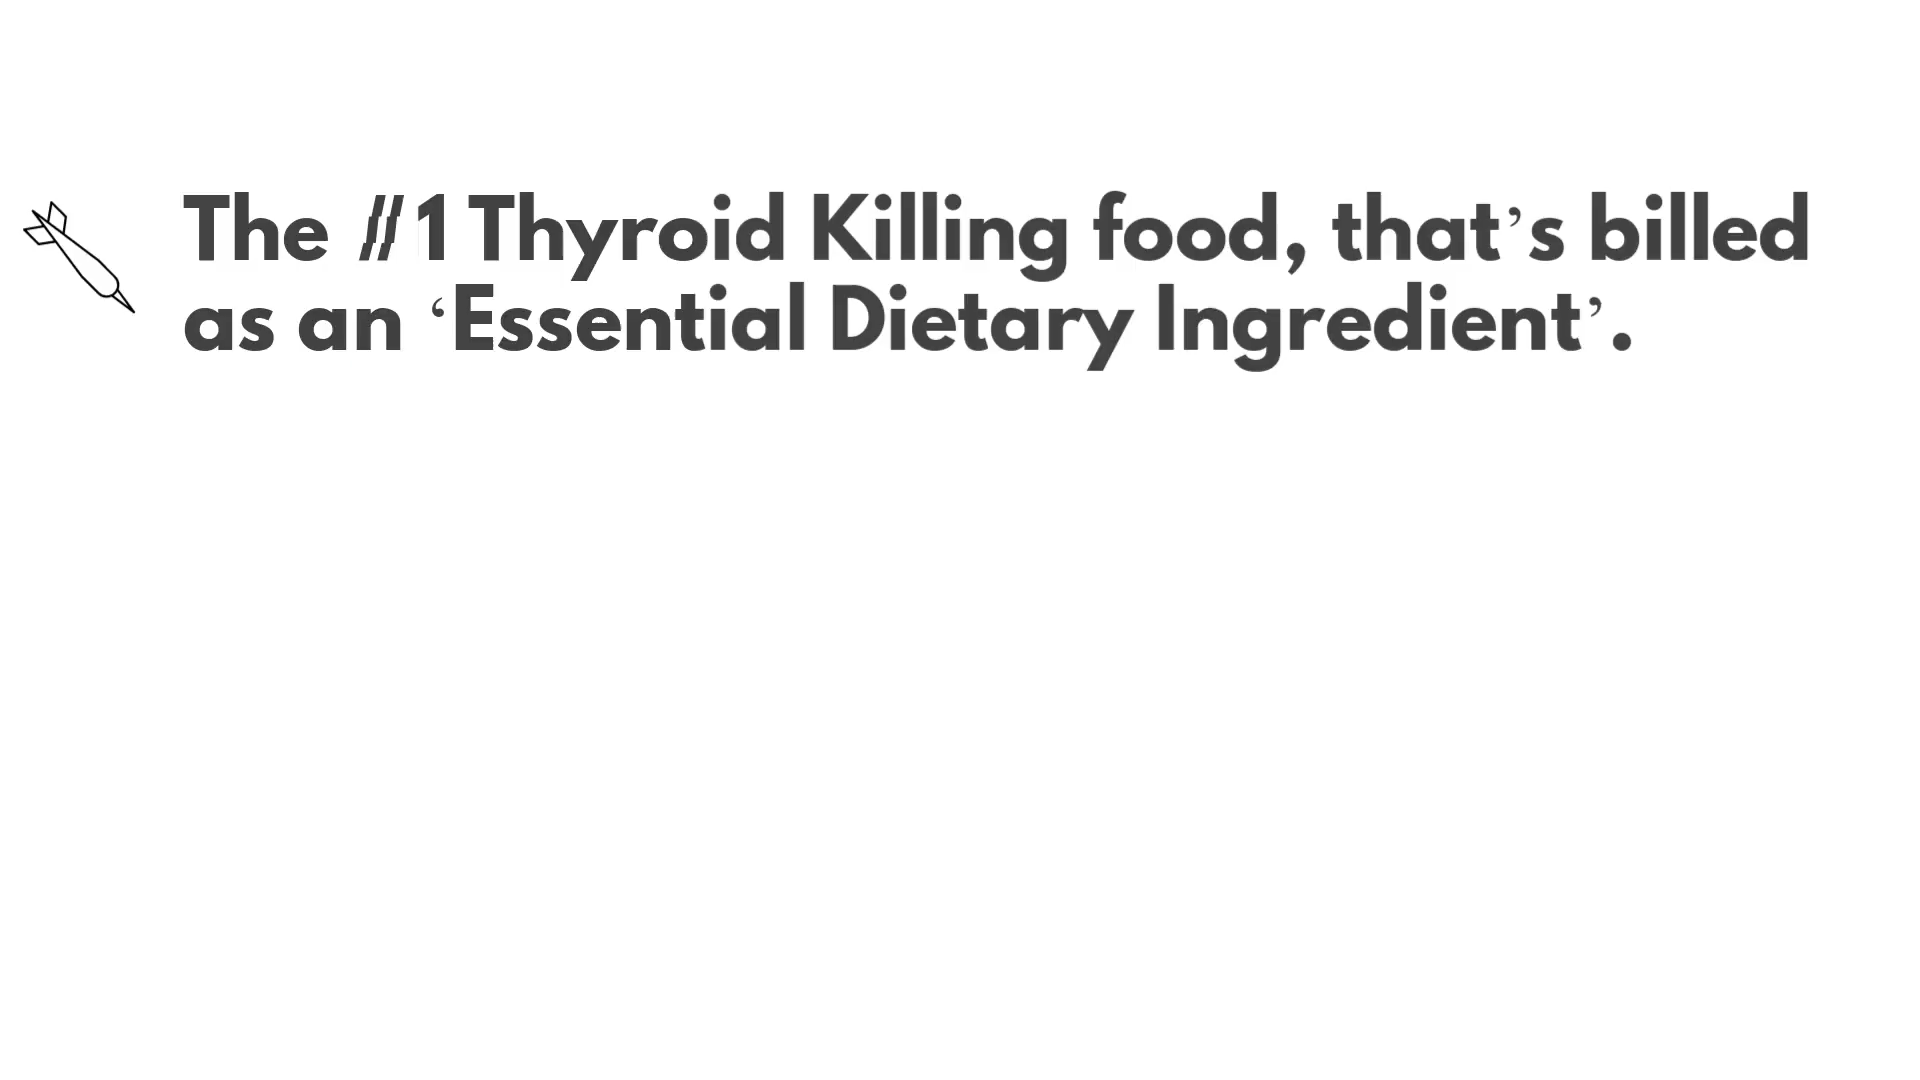 The #1 Thyroid Killing food, that’s billed
as an ‘Essential Dietary Ingredient’.